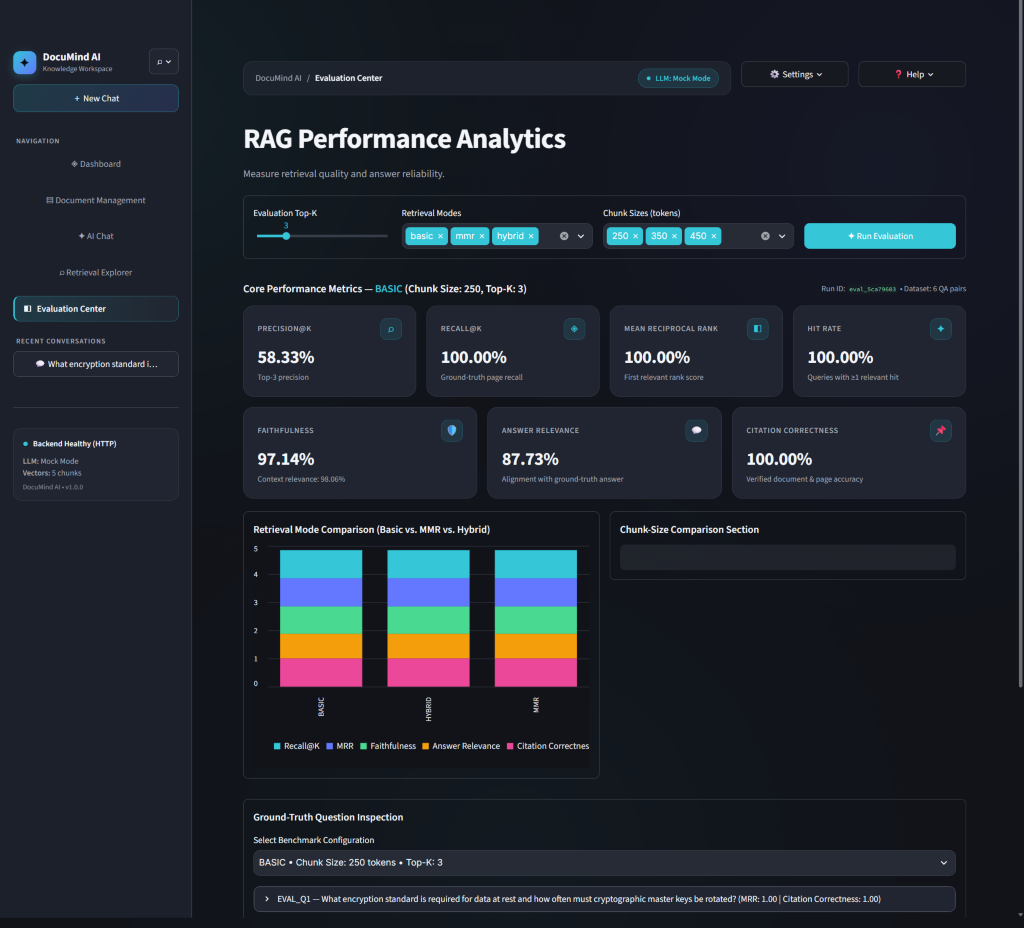 DocuMind AI
Knowledge Workspace
+ New Chat
NAVIGATION
Dashboard
Document Management
AI Chat
Retrieval Explorer
Evaluation Center
RECENT CONVERSATIONS
What encryption standard i...
Backend Healthy (HTTP)
LLM: Mock Mode
Vectors: 5 chunks
DocuMind AI • v1.0.0
DocuMind AI / Evaluation Center
LLM: Mock Mode
Settings
Help
RAG Performance Analytics
Measure retrieval quality and answer reliability.
Evaluation Top-K
3
Retrieval Modes
basic × mmr × hybrid ×
Chunk Sizes (tokens)
250 × 350 × 450 ×
Run Evaluation
Core Performance Metrics — BASIC (Chunk Size: 250, Top-K: 3)
Run ID: eval_5ca79683 • Dataset: 6 QA pairs
PRECISION@K
58.33%
Top-3 precision
RECALL@K
100.00%
Ground-truth page recall
MEAN RECIPROCAL RANK
100.00%
First relevant rank score
HIT RATE
100.00%
Queries with ≥1 relevant hit
FAITHFULNESS
97.14%
Context relevance: 98.06%
ANSWER RELEVANCE
87.73%
Alignment with ground-truth answer
CITATION CORRECTNESS
100.00%
Verified document & page accuracy
Retrieval Mode Comparison (Basic vs. MMR vs. Hybrid)
5
4
3
2
1
0
BASIC
HYBRID
MMR
Recall@K MRR Faithfulness Answer Relevance Citation Correctnes
Chunk-Size Comparison Section
Ground-Truth Question Inspection
Select Benchmark Configuration
BASIC • Chunk Size: 250 tokens • Top-K: 3
EVAL_Q1 — What encryption standard is required for data at rest and how often must cryptographic master keys be rotated? (MRR: 1.00 | Citation Correctness: 1.00)